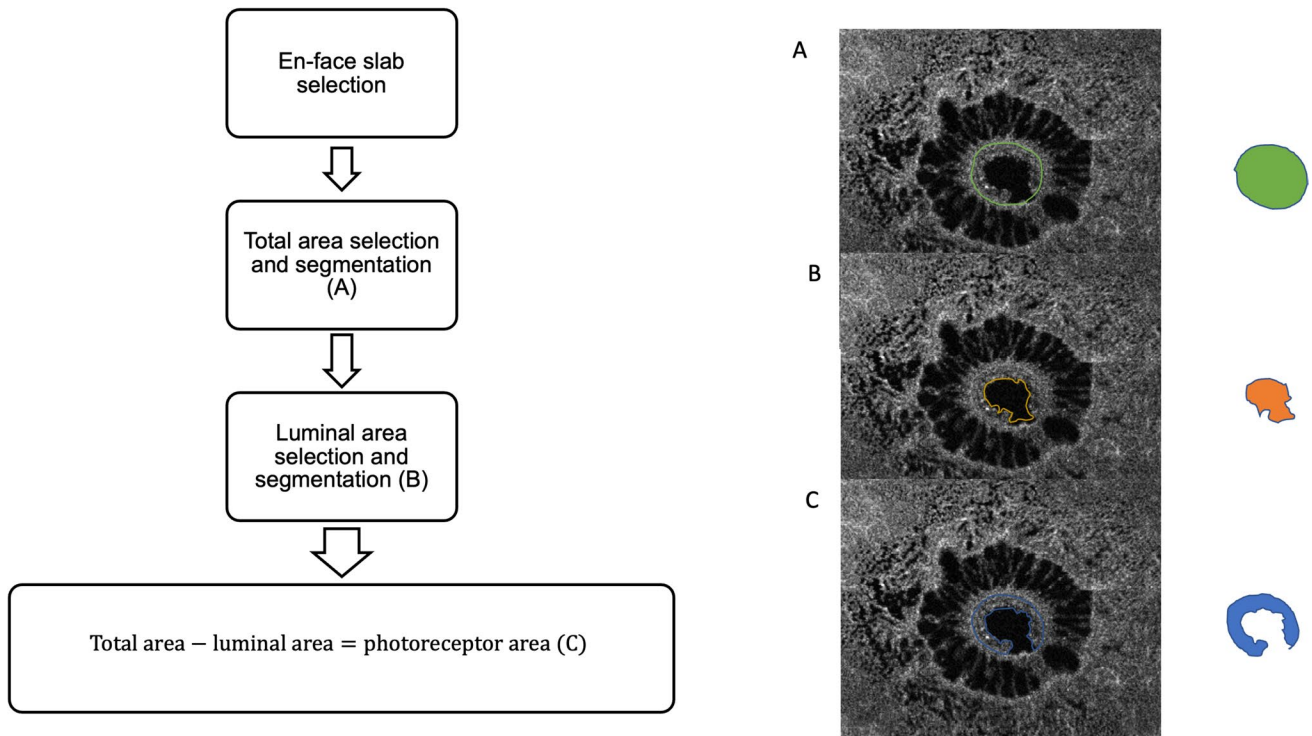 En-face slab
selection
Total area selection
and segmentation
(A)
Luminal area
selection and
segmentation (B)
Total area − luminal area = photoreceptor area (C)
A
B
C